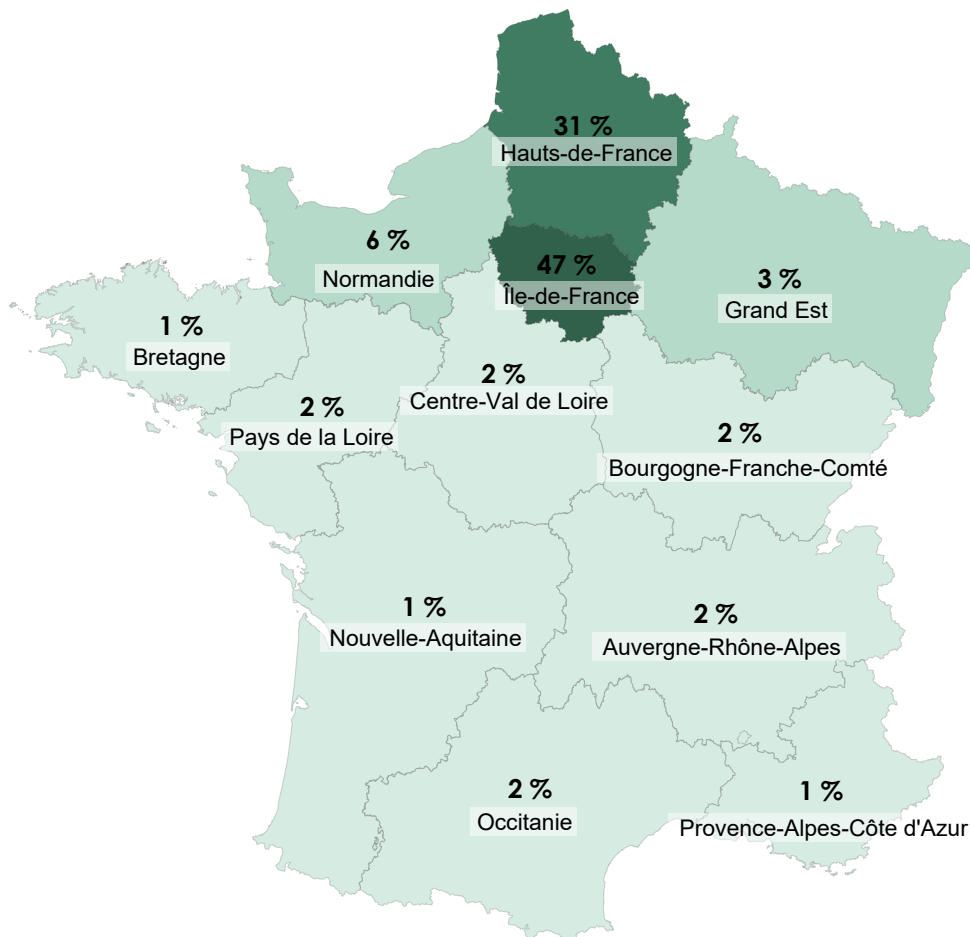 31 %
Hauts-de-France
6 %
Normandie
47 %
Île-de-France
3 %
Grand Est
1 %
Bretagne
2 %
Pays de la Loire
2 %
Centre-Val de Loire
2 %
Bourgogne-Franche-Comté
1 %
Nouvelle-Aquitaine
2 %
Auvergne-Rhône-Alpes
2 %
Occitanie
1 %
Provence-Alpes-Côte d'Azur